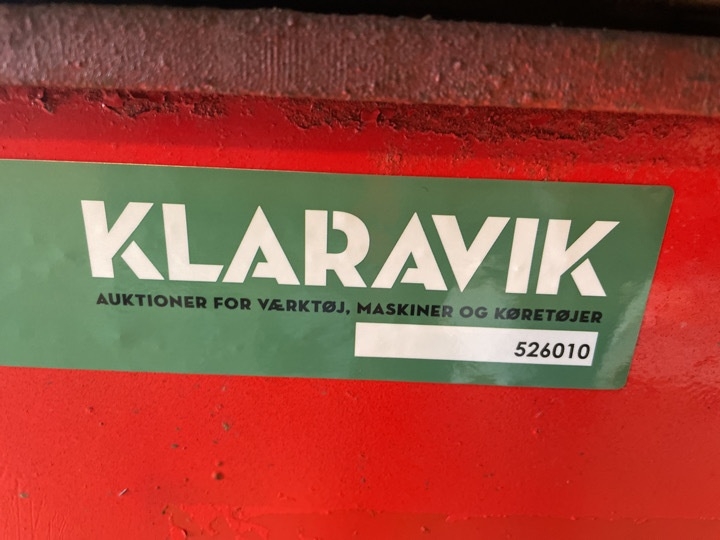 KLARAVIK
AUKTIONER FOR VÆRKTØJ, MASKINER OG KØRETØJER
526010